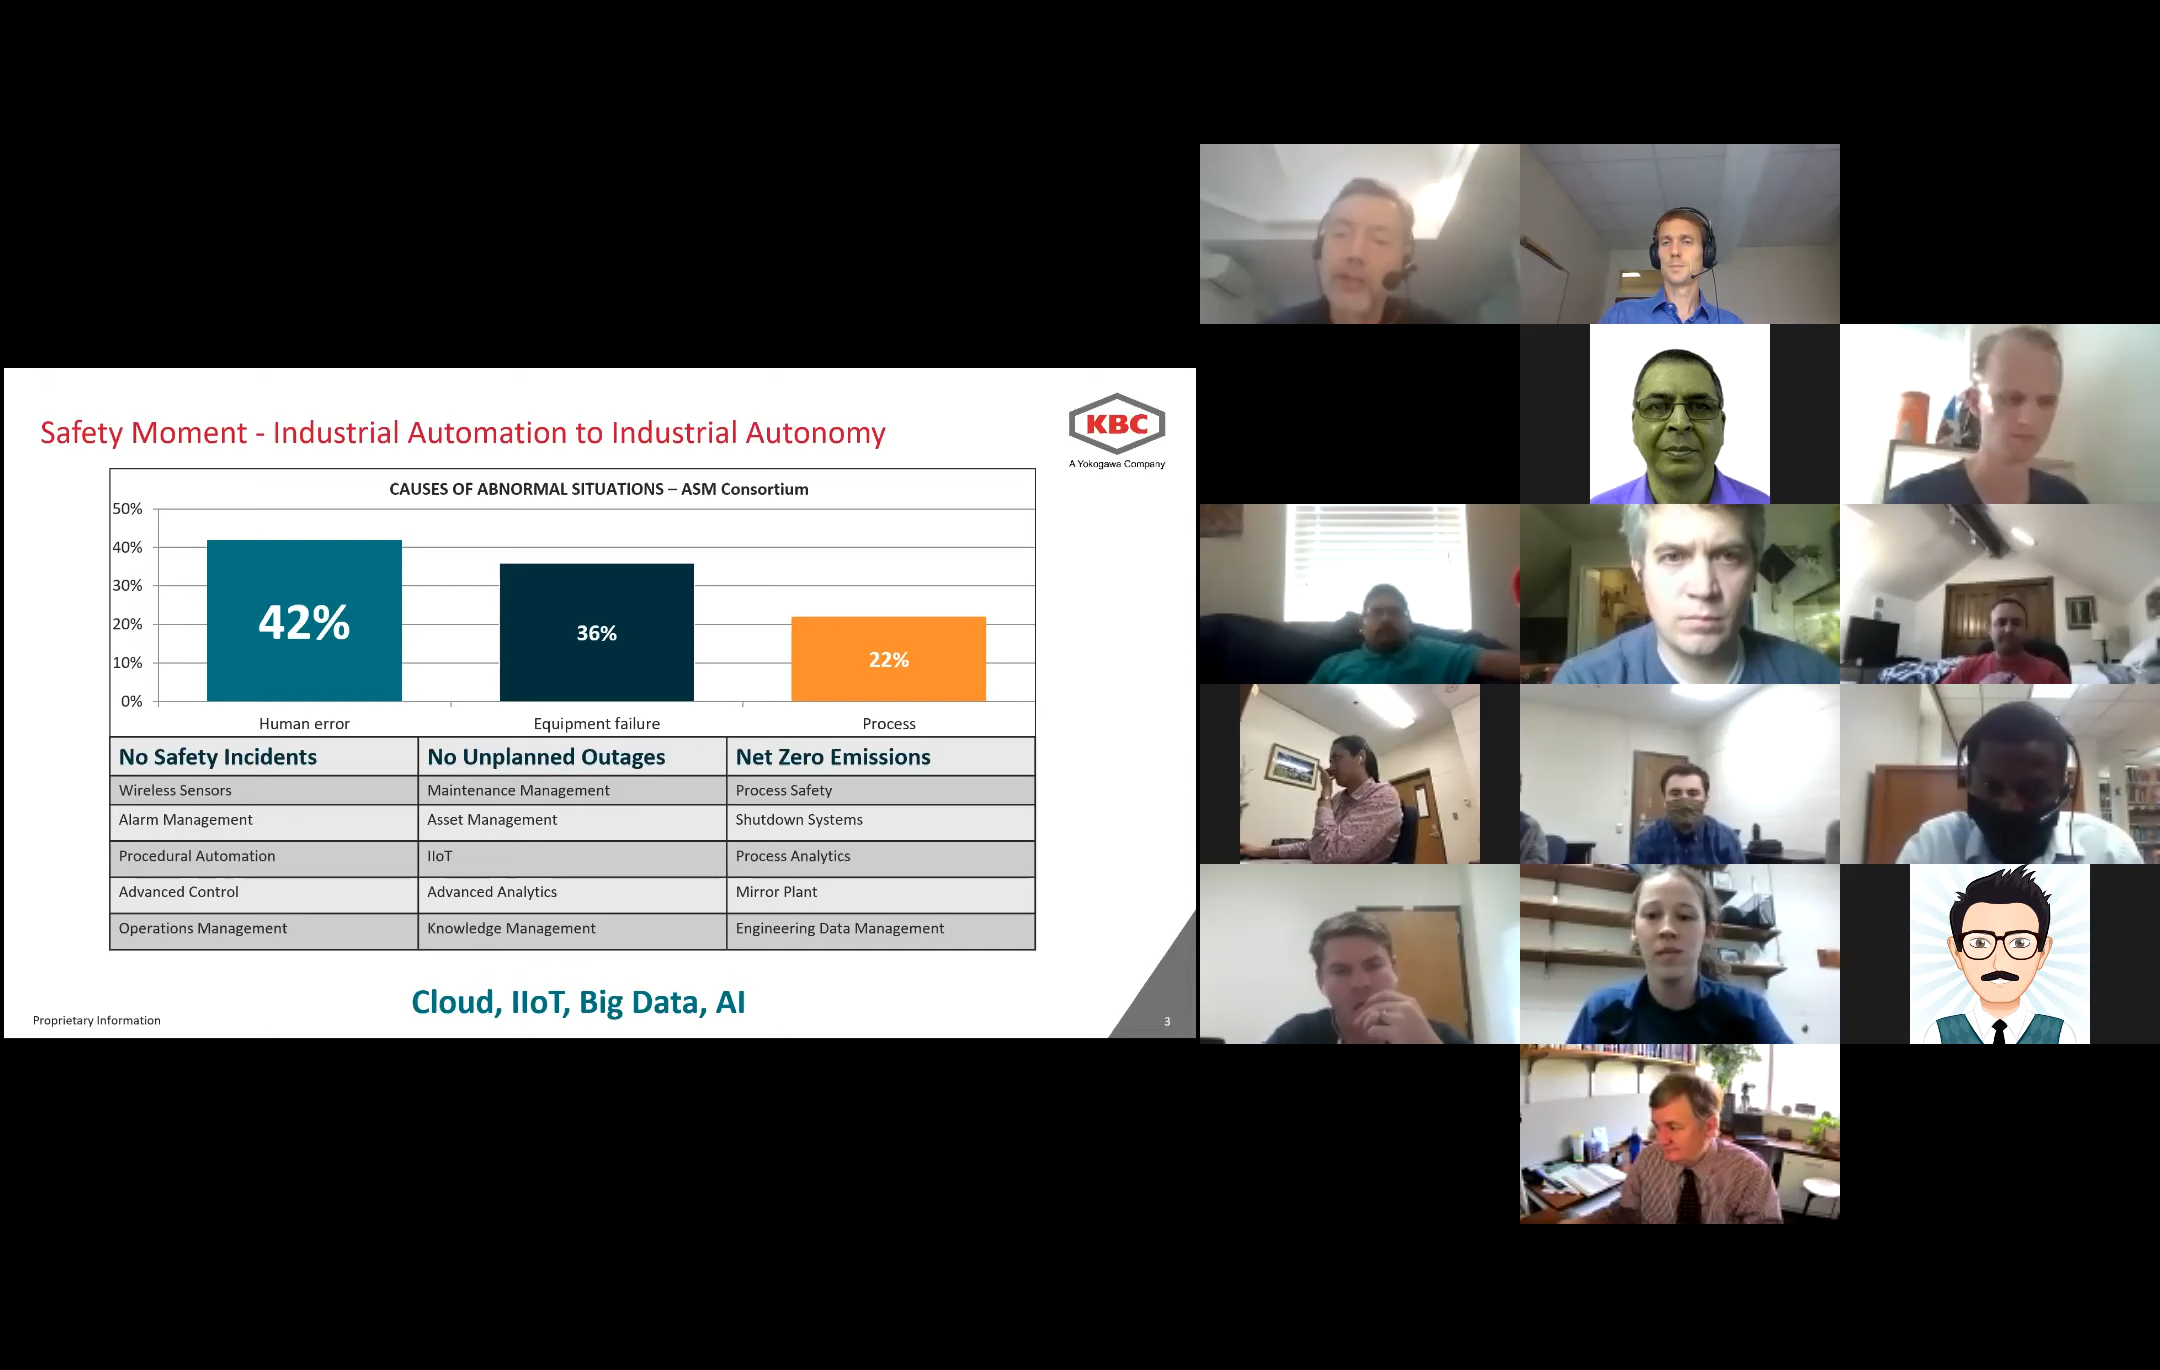 Safety Moment - Industrial Automation to Industrial Autonomy
KBC
A Yokogawa Company
CAUSES OF ABNORMAL SITUATIONS – ASM Consortium
50%
40%
30%
20%
10%
0%
42%
36%
22%
Human error
Equipment failure
Process
No Safety Incidents
No Unplanned Outages
Net Zero Emissions
Wireless Sensors
Maintenance Management
Process Safety
Alarm Management
Asset Management
Shutdown Systems
Procedural Automation
IIoT
Process Analytics
Advanced Control
Advanced Analytics
Mirror Plant
Operations Management
Knowledge Management
Engineering Data Management
Cloud, IIoT, Big Data, AI
Proprietary Information
3